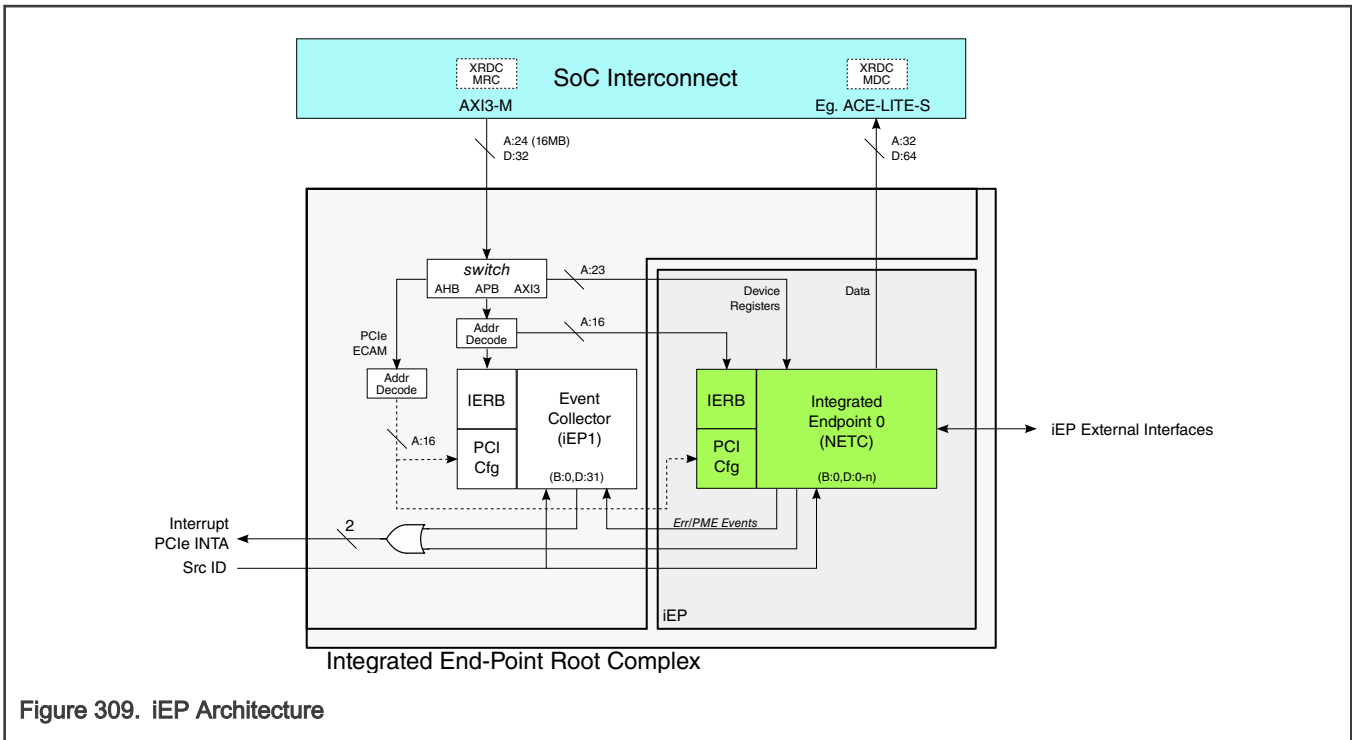 XRDC
MRC
SoC Interconnect
XRDC
MDC
AXI3-M
Eg. ACE-LITE-S
A:24 (16MB)
D:32
A:32
D:64
switch
AHB APB AXI3
A:23
Device
Registers
Data
PCIe
ECAM
Addr
Decode
A:16
Addr
Decode
IERB
Event
Collector
(iEP1)
IERB
Integrated
Endpoint 0
(NETC)
iEP External Interfaces
A:16
PCI
Cfg
(B:0,D:31)
PCI
Cfg
(B:0,D:0-n)
Interrupt
PCIe INTA
2
Err/PME Events
Src ID
iEP
Integrated End-Point Root Complex
Figure 309. iEP Architecture